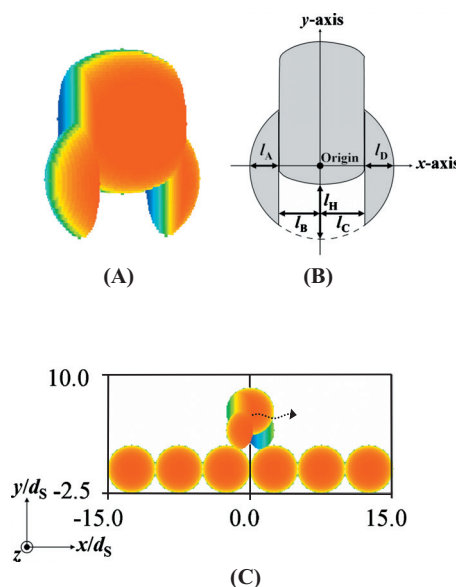 y-axis
lA
lD
Origin
x-axis
lH
lB
lC
(A)
(B)
10.0
y/dS
-2.5
-15.0
0.0
15.0
z
x/dS
(C)